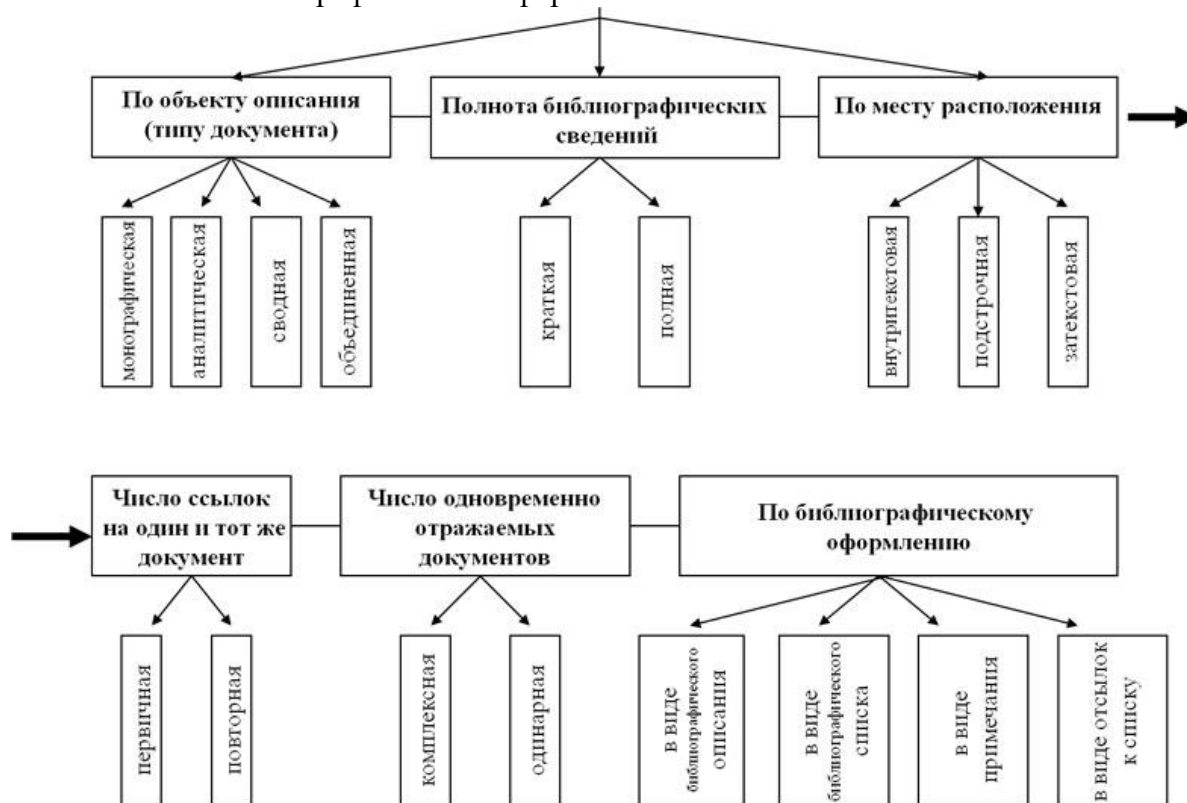 По объекту описания
(типу документа)
Полнота библиографических
сведений
По месту расположения
монографическая
аналитическая
сводная
объединенная
краткая
полная
внутритекстовая
подстрочная
затекстовая
Число ссылок
на один и тот же
документ
Число одновременно
отражаемых
документов
По библиографическому
оформлению
первичная
повторная
комплексная
одинарная
в виде
библиографического
описания
в виде
библиографического
списка
в виде
примечания
в виде отсылок
к списку